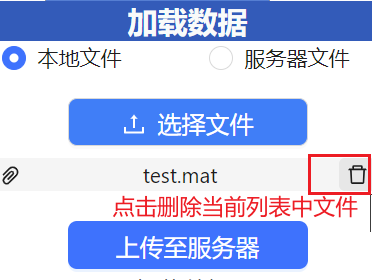 加载数据
本地文件 服务器文件
选择文件
test.mat
点击删除当前列表中文件
上传至服务器